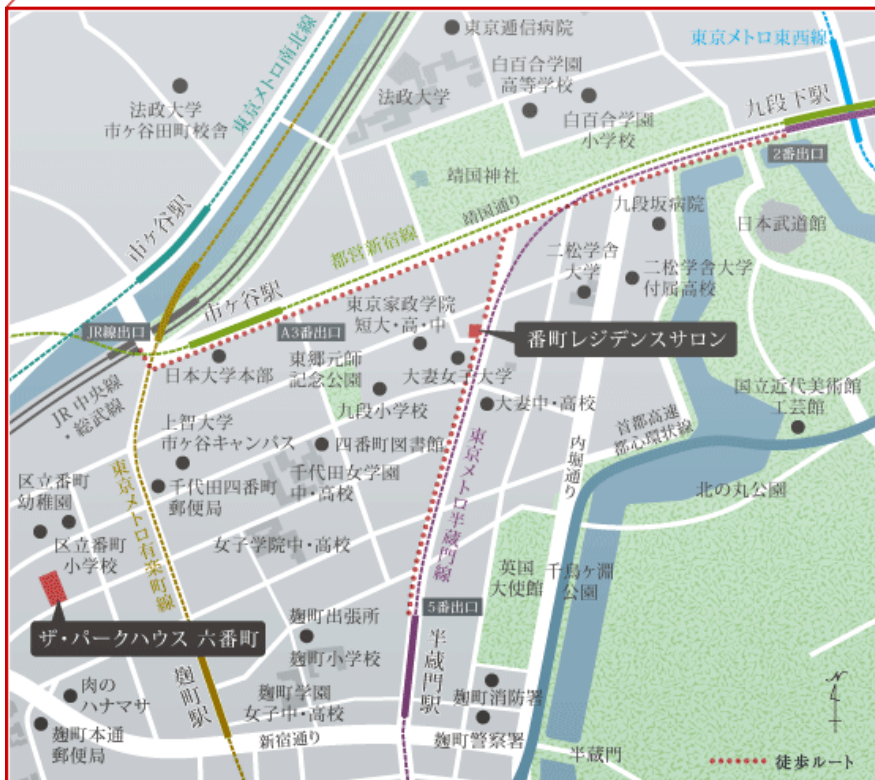 東京逓信病院
東京メトロ東西線
東京メトロ南北線
白百合学園
高等学校
法政大学
市ヶ谷田町校舎
法政大学
白百合学園
小学校
九段下駅
2番出口
靖国神社
靖国通り
九段坂病院
日本武道館
市ヶ谷駅
都営新宿線
二松学舎
大学
二松学舎大学
付属高校
市ヶ谷駅
JR線出口
A3番出口
東京家政学院
短大・高・中
番町レジデンスサロン
日本大学本部
東郷元師
記念公園
大妻女子大学
JR中央線
・総武線
九段小学校
大妻中・高校
国立近代美術館
工芸館
上智大学
市ヶ谷キャンパス
四番町図書館
首都高速
都心環状線
内堀通り
区立番町
幼稚園
東京メトロ有楽町線
千代田四番町
郵便局
千代田女学園
中・高校
東京メトロ半蔵門線
北の丸公園
区立番町
小学校
女子学院中・高校
英国
大使館
千鳥ヶ淵
公園
ザ・パークハウス 六番町
麹町出張所
5番出口
麹町小学校
半蔵門駅
肉の
ハナマサ
麹町駅
麹町学園
女子中・高校
麹町消防署
N
麹町本通
郵便局
新宿通り
麹町警察署
半蔵門
徒歩ルート